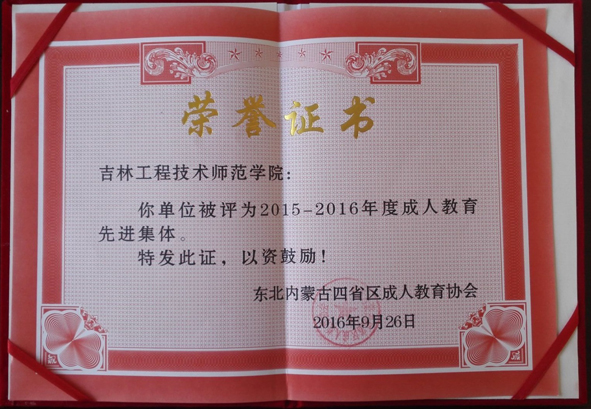 荣誉证书
吉林工程技术师范学院：
你单位被评为2015-2016年度成人教育
先进集体。
特发此证，以资鼓励！
东北内蒙古四省区成人教育协会
2016年9月26日